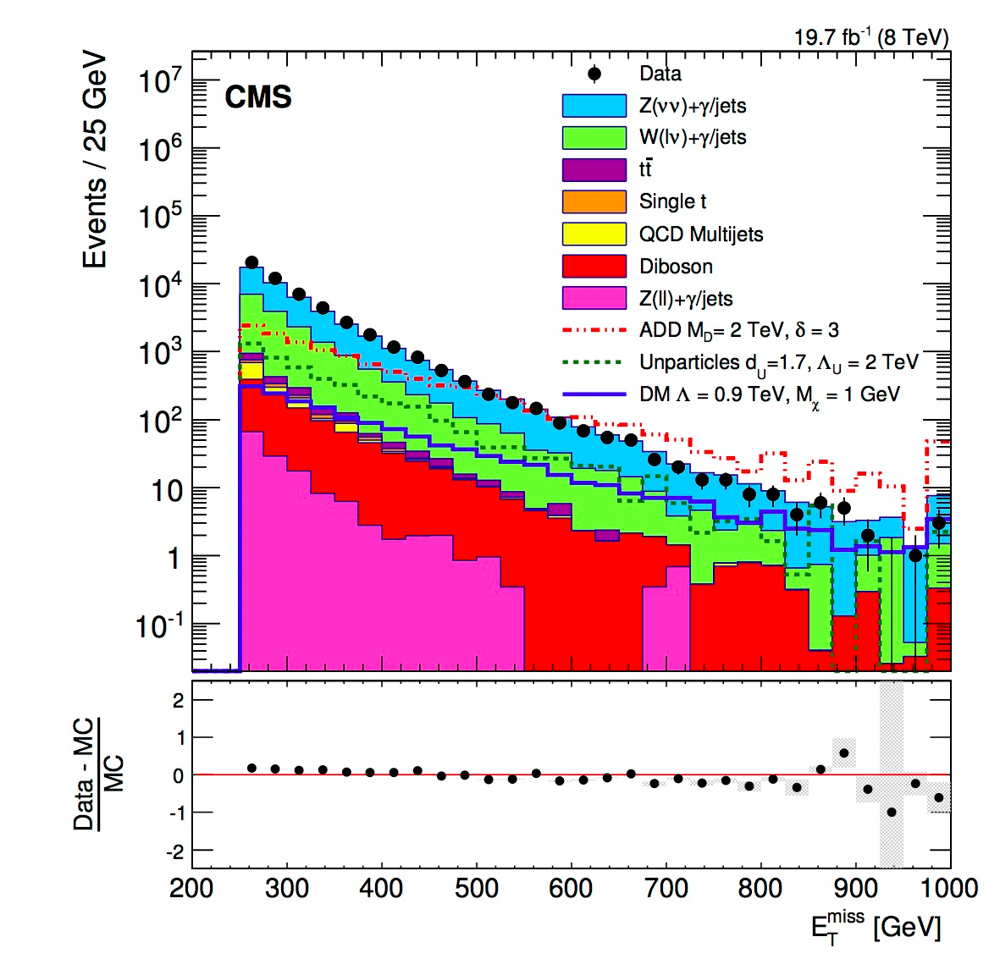 19.7 fb⁻¹ (8 TeV)
Events / 25 GeV
CMS
10⁷
10⁶
10⁵
10⁴
10³
10²
10
1
10⁻¹
Data
Z(νν)+γ/jets
W(lν)+γ/jets
tt̄
Single t
QCD Multijets
Diboson
Z(ll)+γ/jets
ADD M_D= 2 TeV, δ = 3
Unparticles d_U=1.7, Λ_U = 2 TeV
DM Λ = 0.9 TeV, M_χ = 1 GeV
Data - MC
MC
2
1
0
-1
-2
200 300 400 500 600 700 800 900 1000
E_T^miss [GeV]